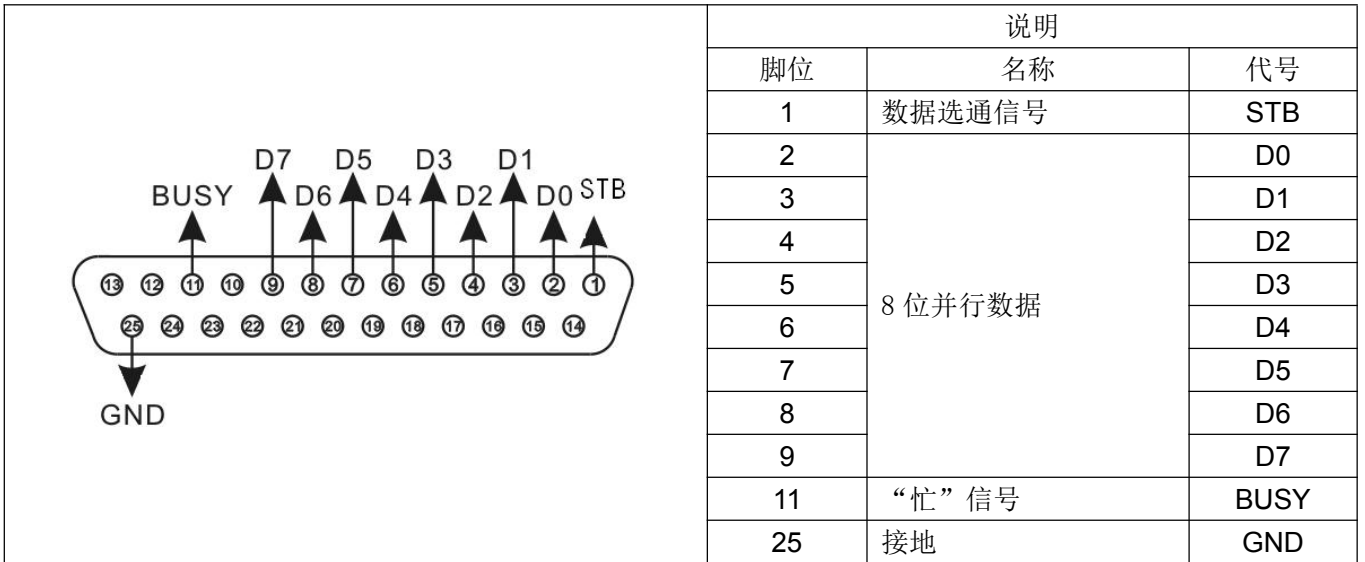 D7 D5 D3 D1
BUSY D6 D4 D2 D0 STB
⑬ ⑫ ⑪ ⑩ ⑨ ⑧ ⑦ ⑥ ⑤ ④ ③ ② ①
㉕ ㉔ ㉓ ㉒ ㉑ ⑳ ⑲ ⑱ ⑰ ⑯ ⑮ ⑭
GND
说明
脚位 名称 代号
1 数据选通信号 STB
2 D0
3 D1
4 D2
5 D3
8 位并行数据
6 D4
7 D5
8 D6
9 D7
11 “忙”信号 BUSY
25 接地 GND